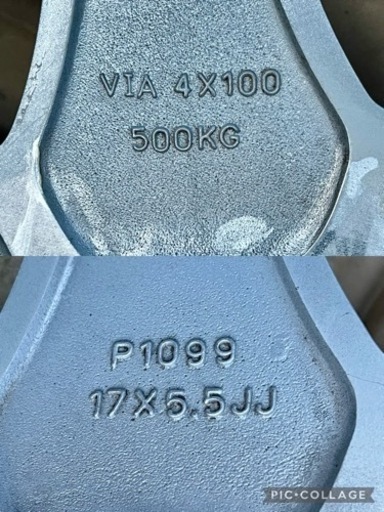 VIA 4X100
500KG
P1099
17X5.5JJ
PIC•COLLAGE